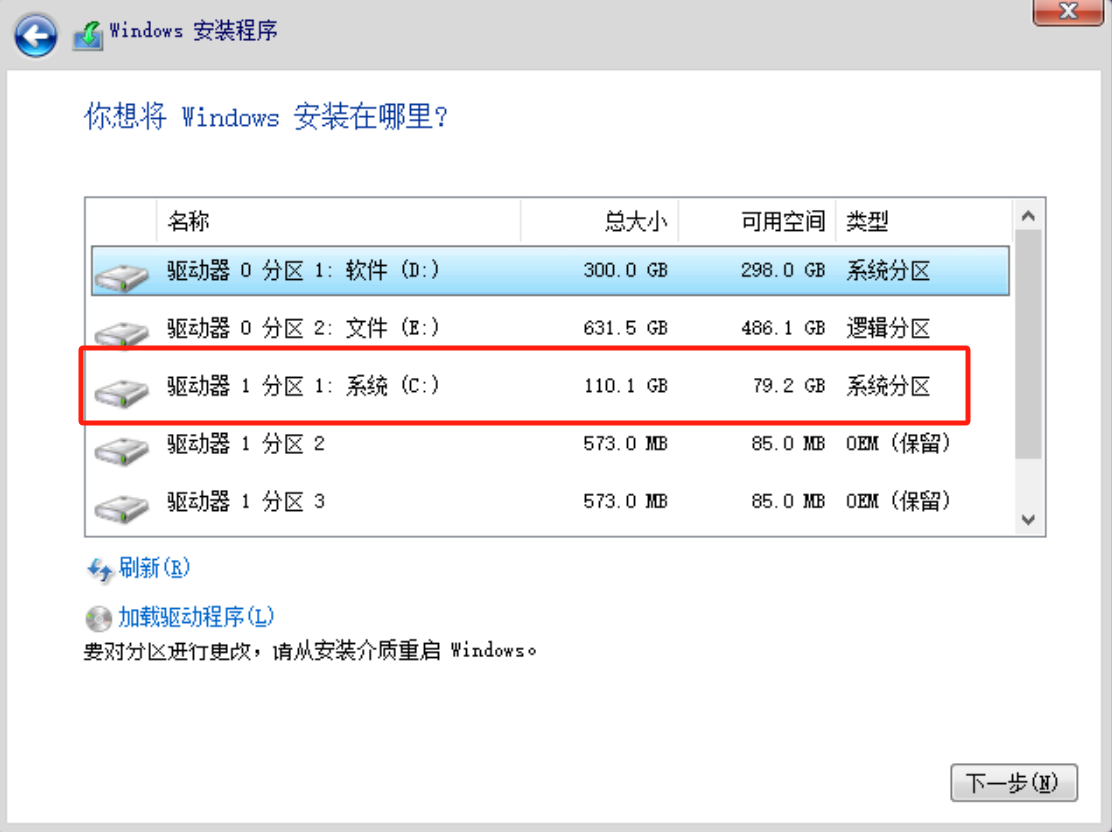 Windows 安装程序
你想将 Windows 安装在哪里?
名称 总大小 可用空间 类型
驱动器 0 分区 1: 软件 (D:) 300.0 GB 298.0 GB 系统分区
驱动器 0 分区 2: 文件 (E:) 631.5 GB 486.1 GB 逻辑分区
驱动器 1 分区 1: 系统 (C:) 110.1 GB 79.2 GB 系统分区
驱动器 1 分区 2 573.0 MB 85.0 MB OEM (保留)
驱动器 1 分区 3 573.0 MB 85.0 MB OEM (保留)
刷新(R)
加载驱动程序(L)
要对分区进行更改，请从安装介质重启 Windows。
下一步(N)